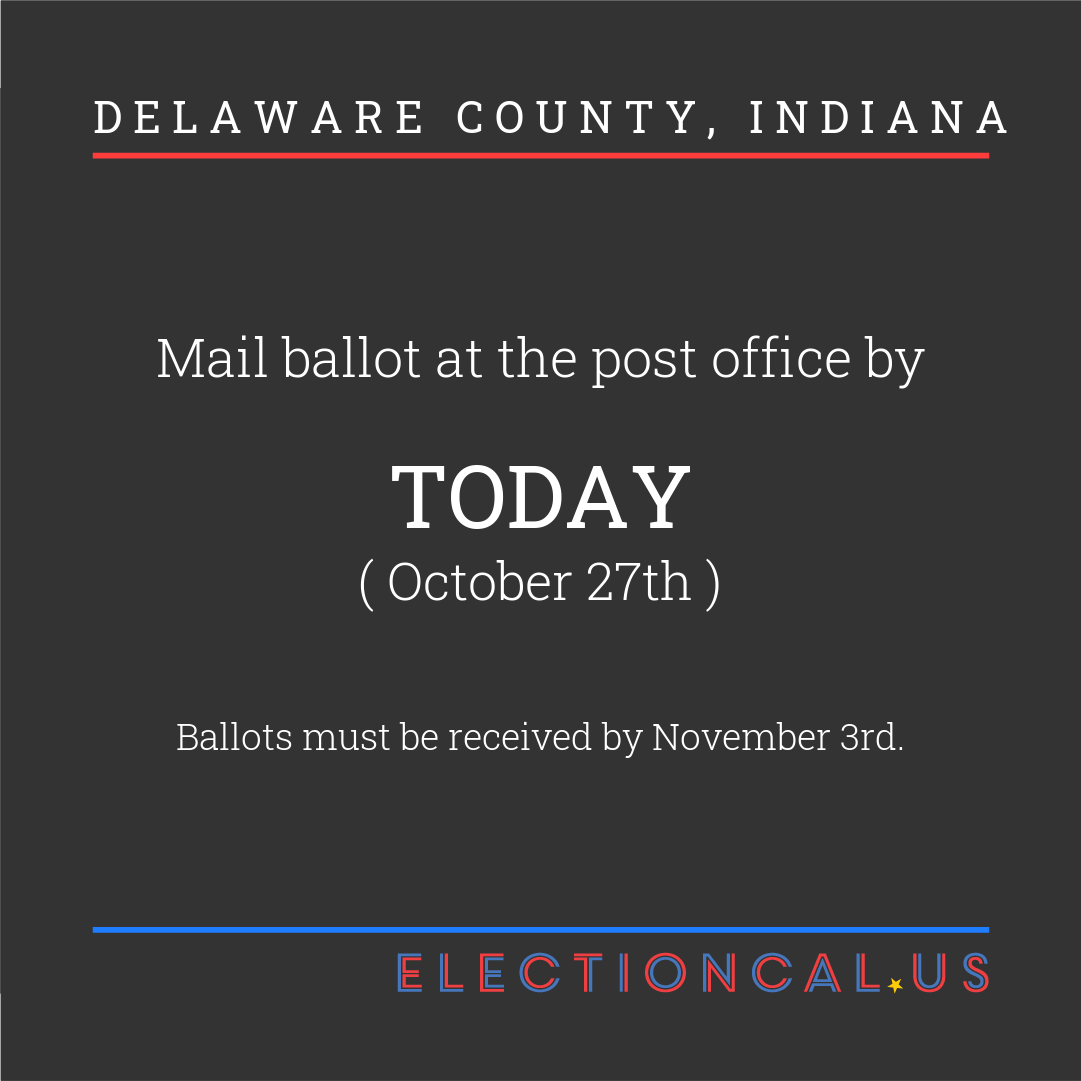 DELAWARE COUNTY, INDIANA
Mail ballot at the post office by
TODAY
( October 27th )
Ballots must be received by November 3rd.
ELECTIONCAL.US